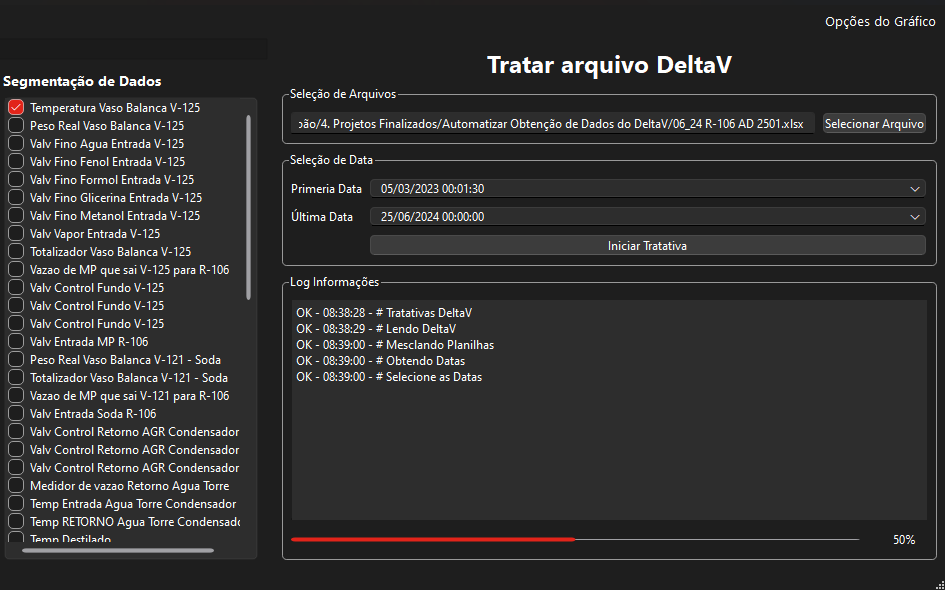 Opções do Gráfico
Tratar arquivo DeltaV
Segmentação de Dados
Temperatura Vaso Balanca V-125
Peso Real Vaso Balanca V-125
Valv Fino Agua Entrada V-125
Valv Fino Fenol Entrada V-125
Valv Fino Formol Entrada V-125
Valv Fino Glicerina Entrada V-125
Valv Fino Metanol Entrada V-125
Valv Vapor Entrada V-125
Totalizador Vaso Balanca V-125
Vazao de MP que sai V-125 para R-106
Valv Control Fundo V-125
Valv Control Fundo V-125
Valv Control Fundo V-125
Valv Entrada MP R-106
Peso Real Vaso Balanca V-121 - Soda
Totalizador Vaso Balanca V-121 - Soda
Vazao de MP que sai V-121 para R-106
Valv Entrada Soda R-106
Valv Control Retorno AGR Condensador
Valv Control Retorno AGR Condensador
Valv Control Retorno AGR Condensador
Medidor de vazao Retorno Agua Torre
Temp Entrada Agua Torre Condensador
Temp RETORNO Agua Torre Condensadc
Temp Destilado
Seleção de Arquivos
oão/4. Projetos Finalizados/Automatizar Obtenção de Dados do DeltaV/06_24 R-106 AD 2501.xlsx
Selecionar Arquivo
Seleção de Data
Primeria Data 05/03/2023 00:01:30
Última Data 25/06/2024 00:00:00
Iniciar Tratativa
Log Informações
OK - 08:38:28 - # Tratativas DeltaV
OK - 08:38:29 - # Lendo DeltaV
OK - 08:39:00 - # Mesclando Planilhas
OK - 08:39:00 - # Obtendo Datas
OK - 08:39:00 - # Selecione as Datas
50%